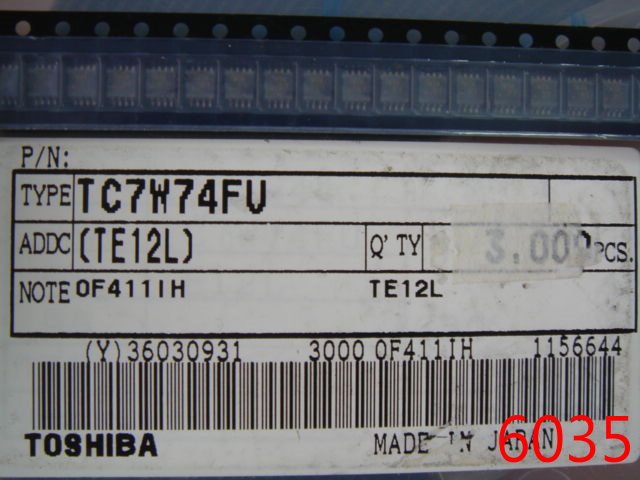 P/N:
TYPE TC7W74FU
ADDC (TE12L) Q'TY 3.000 PCS.
NOTE 0F411IH TE12L
(Y)36030931 3000 0F411IH 1156644
TOSHIBA MADE IN JAPAN
6035